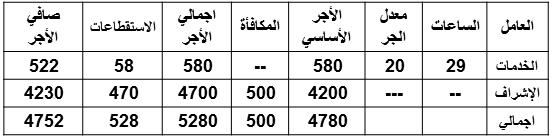 العامل الساعات معدل الجر الأجر الأساسي المكافأة اجمالي الأجر الاستقطاعات صافي الأجر
الخدمات 29 20 580 -- 580 58 522
الإشراف -- --- 4200 500 4700 470 4230
اجمالي 4780 500 5280 528 4752